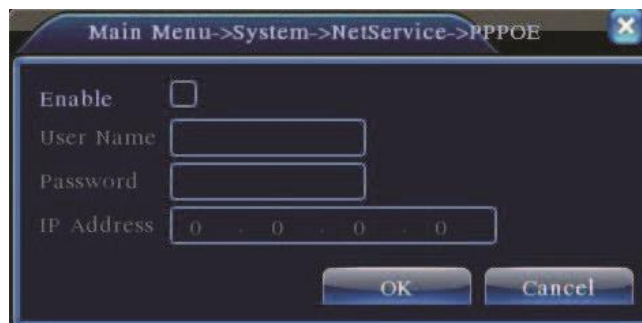 Main Menu->System->NetService->PPPOE
Enable
User Name
Password
IP Address 0 . 0 . 0 . 0
OK Cancel